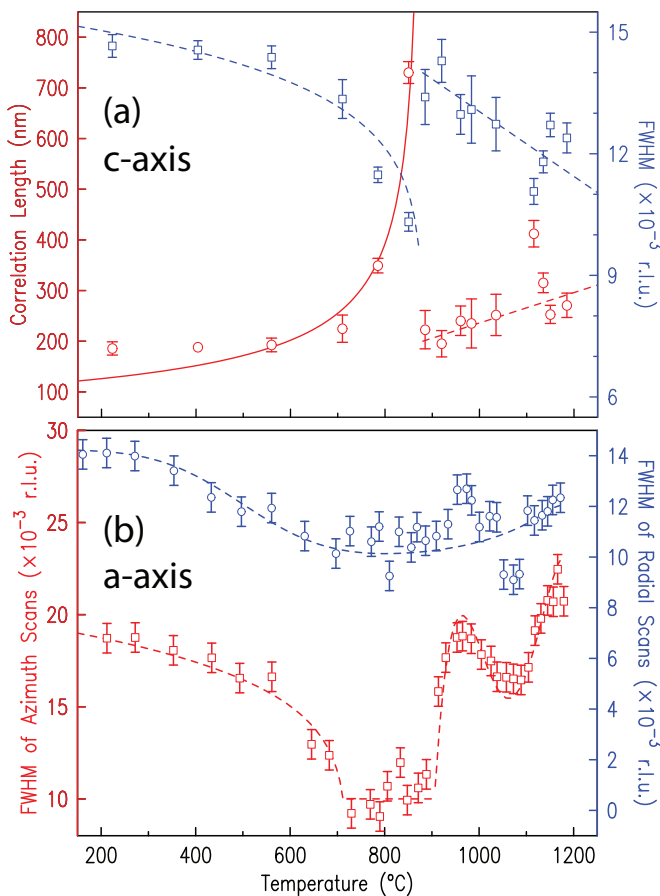 800
700
600
500
400
300
200
100
Correlation Length (nm)
(a)
c-axis
15
12
9
6
FWHM (×10⁻³ r.l.u.)
30
25
20
15
10
FWHM of Azimuth Scans (×10⁻³ r.l.u.)
(b)
a-axis
14
12
10
8
6
4
2
0
FWHM of Radial Scans (×10⁻³ r.l.u.)
200 400 600 800 1000 1200
Temperature (°C)